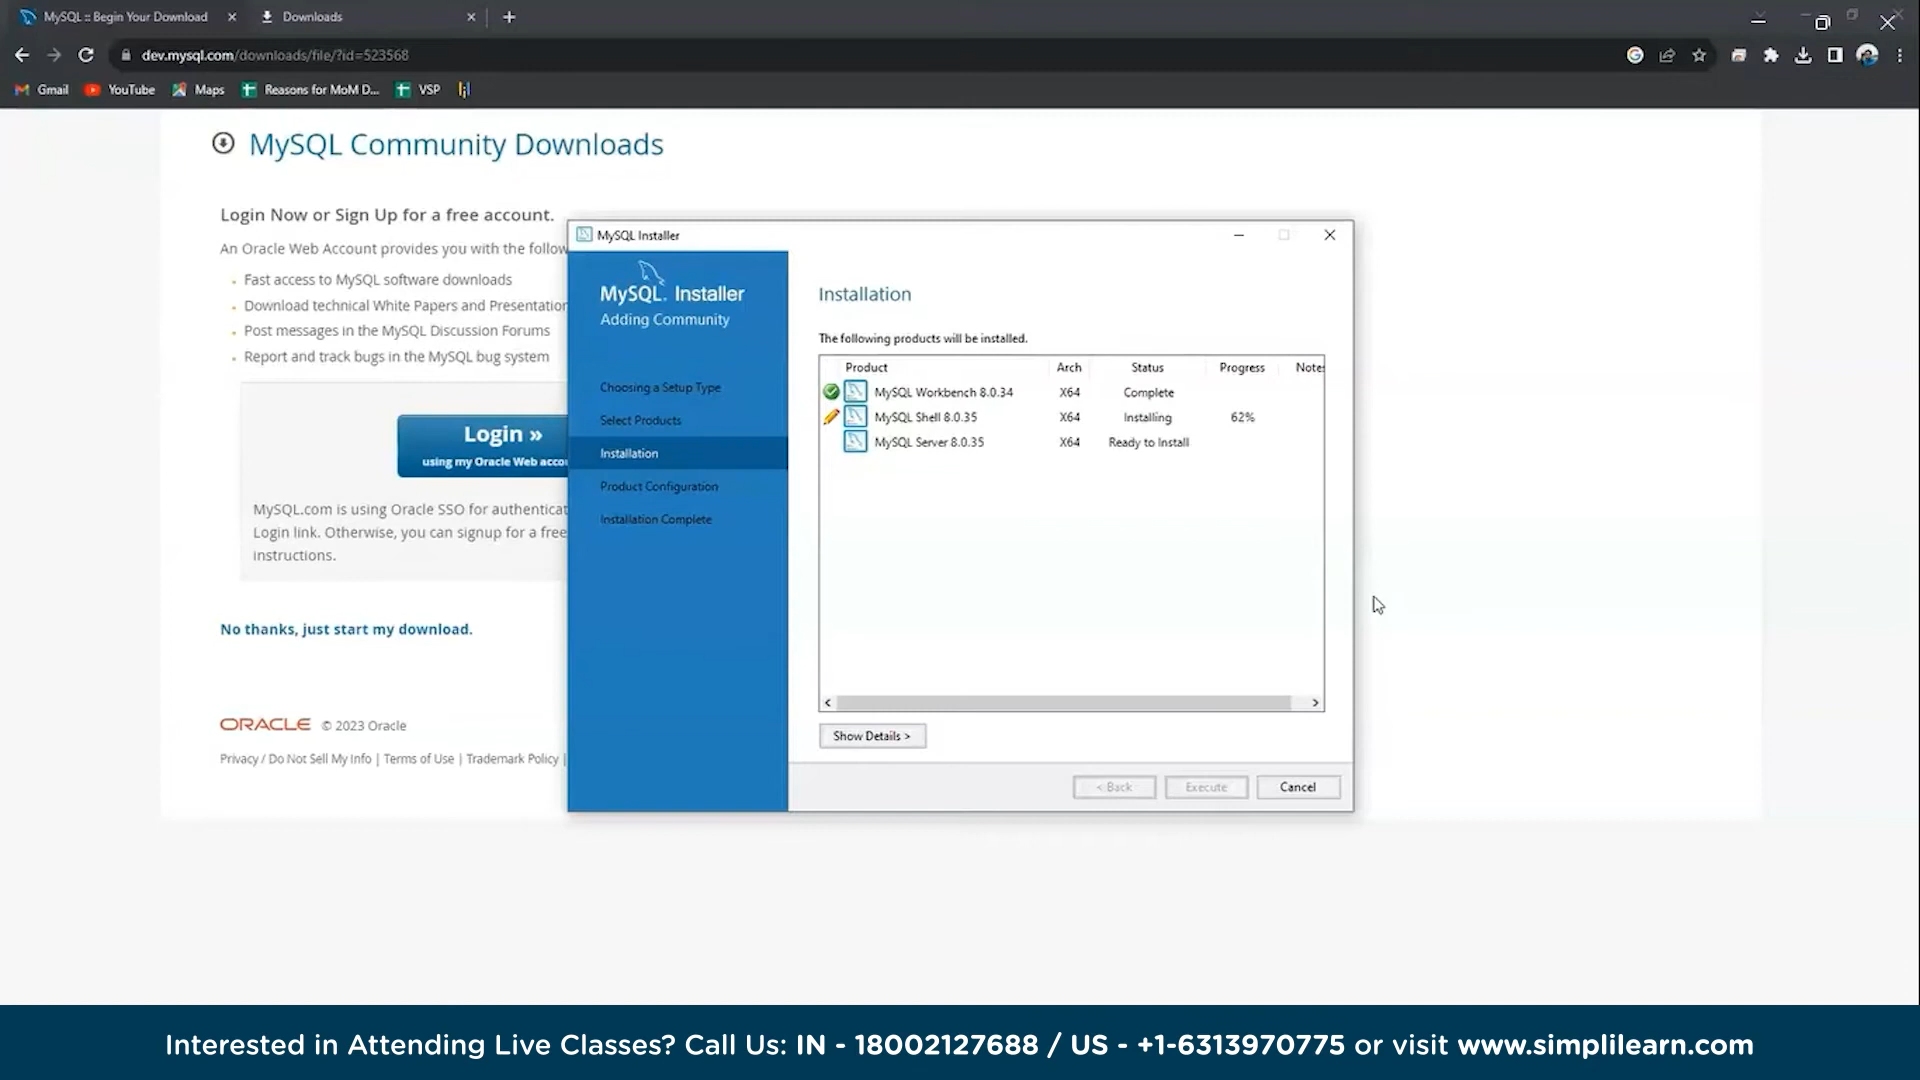 MySQL :: Begin Your Download
Downloads
dev.mysql.com/downloads/file/?id=523568
Gmail
YouTube
Maps
Reasons for MoM D...
VSP
MySQL Community Downloads
Login Now or Sign Up for a free account.
An Oracle Web Account provides you with the follow
Fast access to MySQL software downloads
Download technical White Papers and Presentation
Post messages in the MySQL Discussion Forums
Report and track bugs in the MySQL bug system
Login »
using my Oracle Web accou
MySQL.com is using Oracle SSO for authenticat
Login link. Otherwise, you can signup for a free
instructions.
No thanks, just start my download.
ORACLE © 2023 Oracle
Privacy / Do Not Sell My Info | Terms of Use | Trademark Policy |
MySQL Installer
MySQL. Installer
Adding Community
Choosing a Setup Type
Select Products
Installation
Product Configuration
Installation Complete
Installation
The following products will be installed.
Product Arch Status Progress Notes
MySQL Workbench 8.0.34 X64 Complete
MySQL Shell 8.0.35 X64 Installing 62%
MySQL Server 8.0.35 X64 Ready to Install
Show Details >
< Back
Execute
Cancel
Interested in Attending Live Classes? Call Us: IN - 18002127688 / US - +1-6313970775 or visit www.simplilearn.com